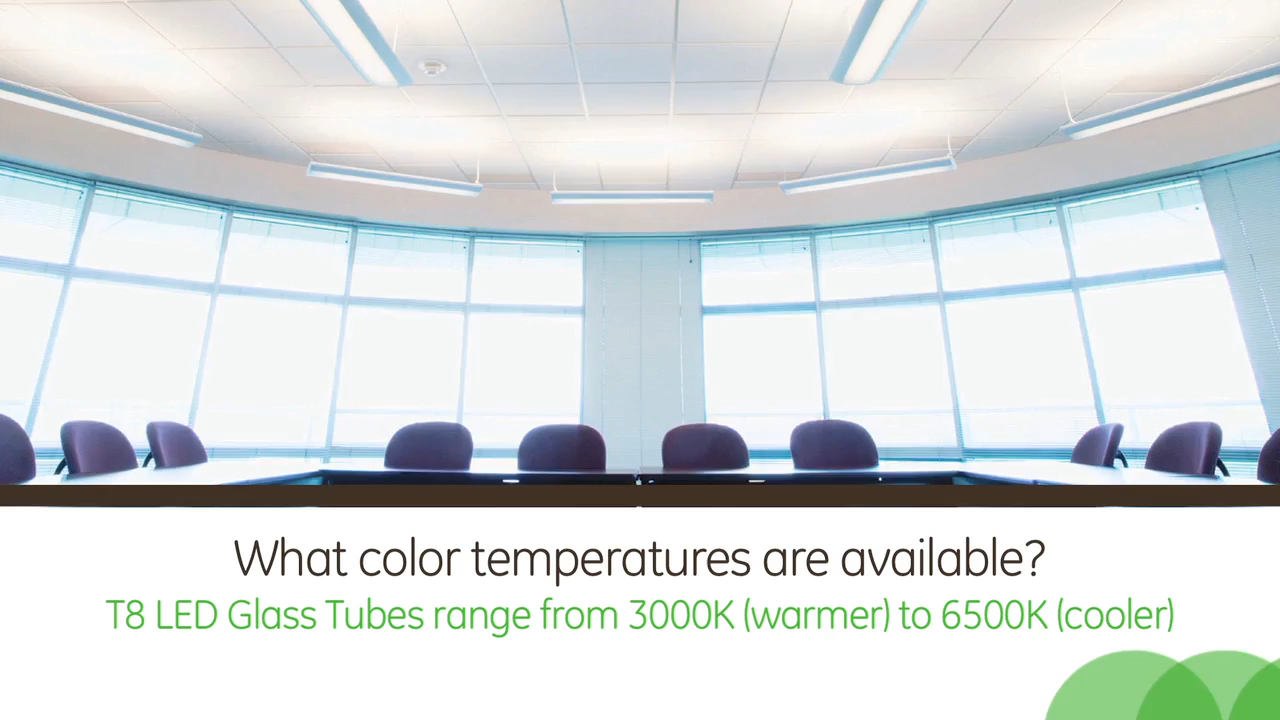 What color temperatures are available?
T8 LED Glass Tubes range from 3000K (warmer) to 6500K (cooler)